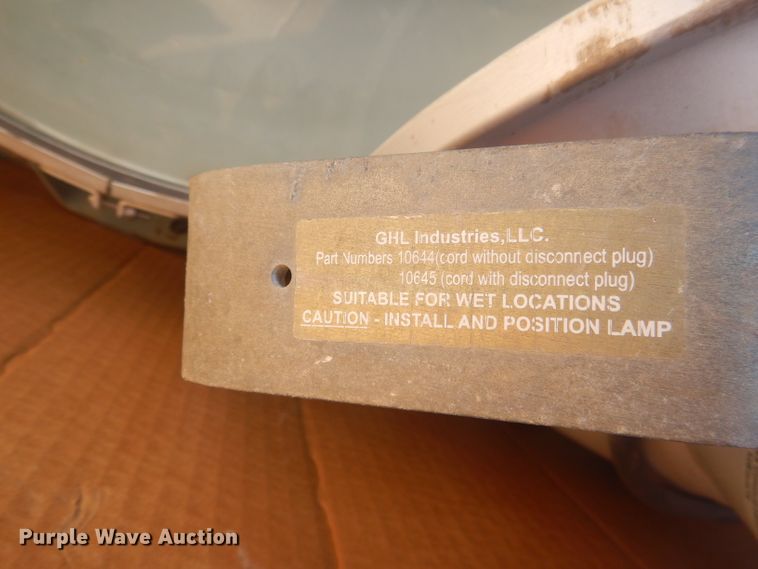 GHL Industries,LLC.
Part Numbers 10644(cord without disconnect plug)
10645 (cord with disconnect plug)
SUITABLE FOR WET LOCATIONS
CAUTION - INSTALL AND POSITION LAMP
Purple Wave Auction